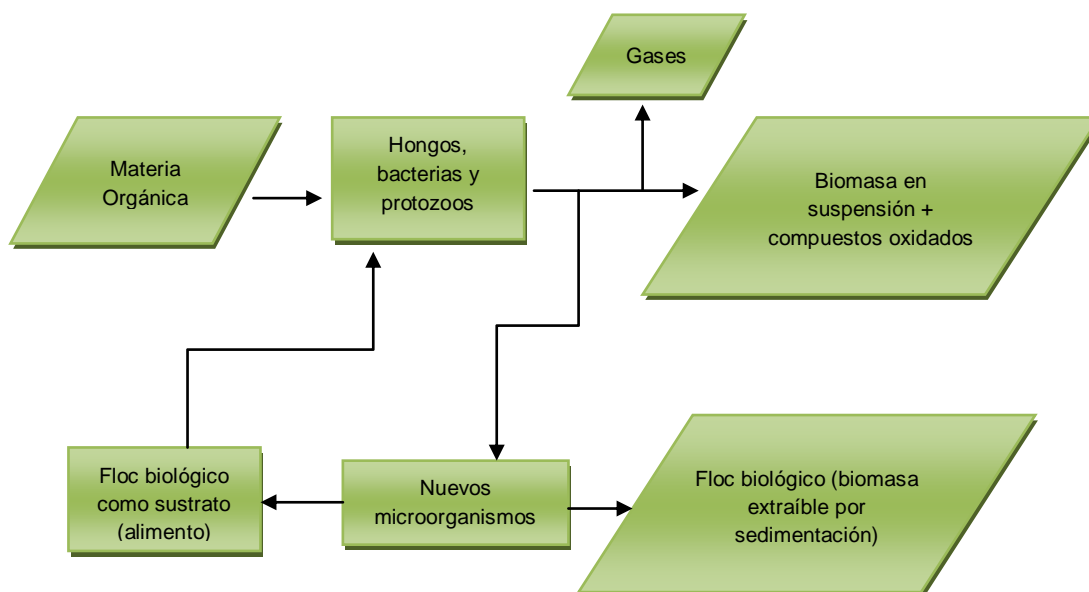 Gases
Materia
Orgánica
Hongos,
bacterias y
protozoos
Biomasa en
suspensión +
compuestos oxidados
Floc biológico
como sustrato
(alimento)
Nuevos
microorganismos
Floc biológico (biomasa
extraíble por
sedimentación)